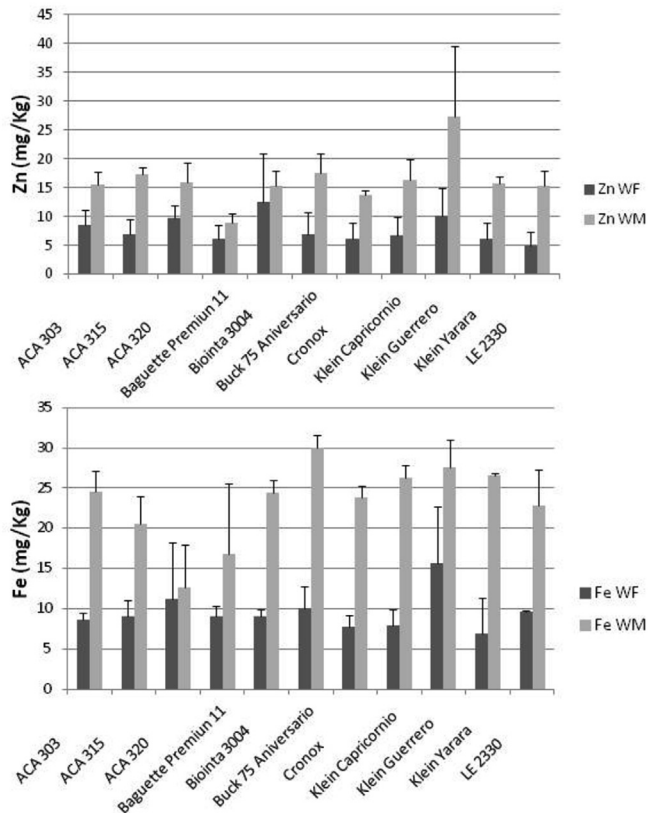 45
40
35
30
25
20
15
10
5
0
Zn (mg/Kg)
Zn WF
Zn WM
ACA 303
ACA 315
ACA 320
Baguette Premiun 11
Biointa 3004
Buck 75 Aniversario
Cronox
Klein Capricornio
Klein Guerrero
Klein Yarara
LE 2330
35
30
25
20
15
10
5
0
Fe (mg/Kg)
Fe WF
Fe WM
ACA 303
ACA 315
ACA 320
Baguette Premiun 11
Biointa 3004
Buck 75 Aniversario
Cronox
Klein Capricornio
Klein Guerrero
Klein Yarara
LE 2330